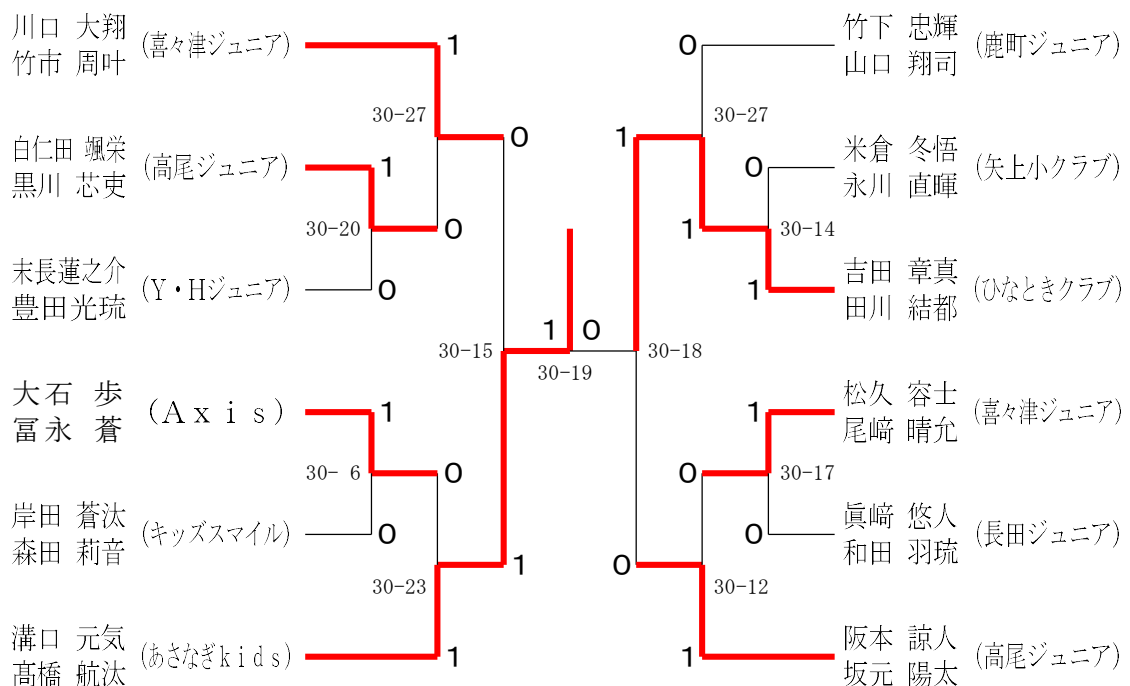 川口 大翔
竹市 周叶
(喜々津ジュニア)
1
30-27
0
白仁田 颯栄
黒川 芯吏
(高尾ジュニア)
1
30-20
0
末長蓮之介
豊田光琉
(Y・Hジュニア)
0
30-15
大石 歩
冨永 蒼
(Axis)
1
30- 6
0
岸田 蒼汰
森田 莉音
(キッズスマイル)
0
30-23
1
溝口 元気
髙橋 航汰
(あさなぎkids)
1
1 0
30-19
竹下 忠輝
山口 翔司
(鹿町ジュニア)
0
30-27
1
米倉 冬悟
永川 直暉
(矢上小クラブ)
0
30-14
1
吉田 章真
田川 結都
(ひなときクラブ)
1
30-18
松久 容士
尾﨑 晴允
(喜々津ジュニア)
1
30-17
0
眞﨑 悠人
和田 羽琉
(長田ジュニア)
0
30-12
0
阪本 諒人
坂元 陽太
(高尾ジュニア)
1